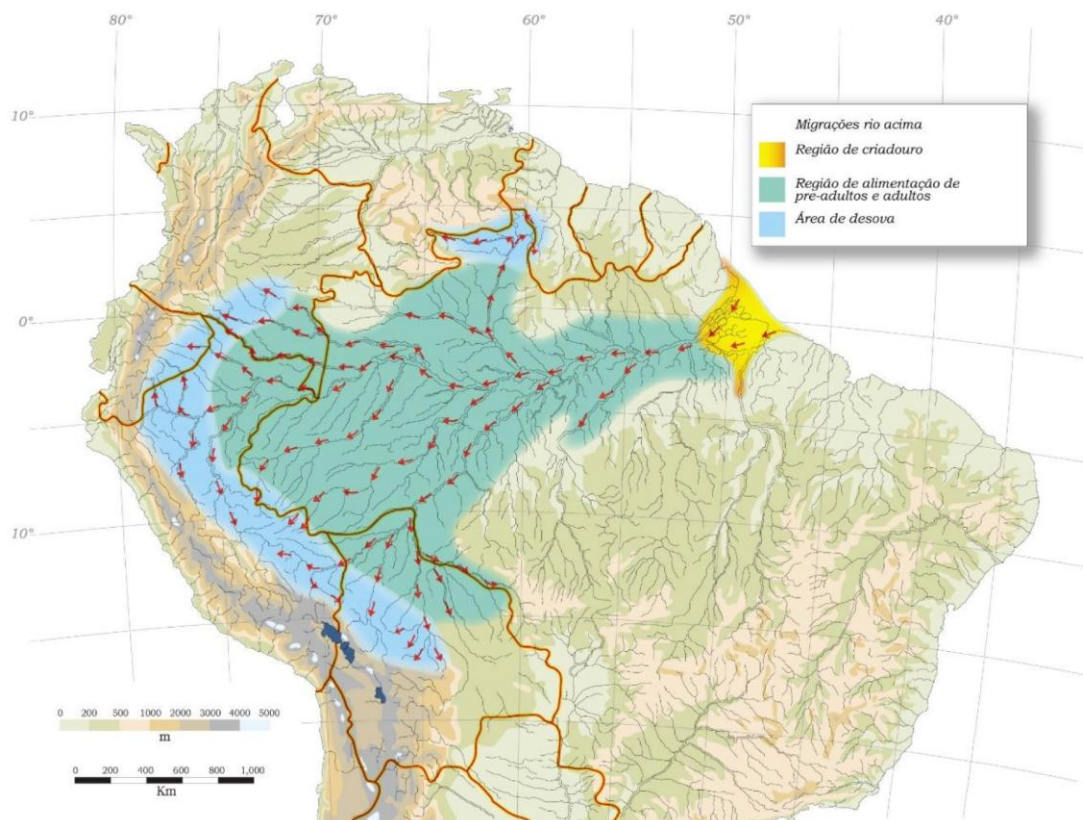 80°
70°
60°
50°
40°
10°
0°
10°
Migrações rio acima
Região de criadouro
Região de alimentação de
pré-adultos e adultos
Área de desova
0 200 500 1000 2000 3000 4000 5000
m
0 200 400 600 800 1,000
Km